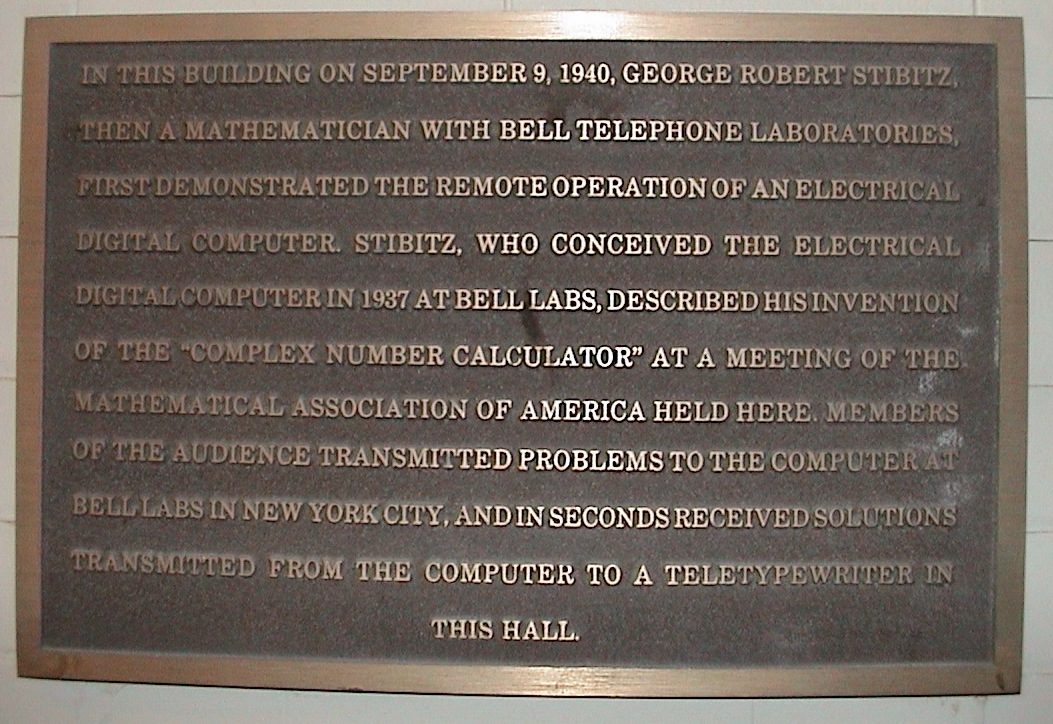 IN THIS BUILDING ON SEPTEMBER 9, 1940, GEORGE ROBERT STIBITZ,
THEN A MATHEMATICIAN WITH BELL TELEPHONE LABORATORIES,
FIRST DEMONSTRATED THE REMOTE OPERATION OF AN ELECTRICAL
DIGITAL COMPUTER. STIBITZ, WHO CONCEIVED THE ELECTRICAL
DIGITAL COMPUTER IN 1937 AT BELL LABS, DESCRIBED HIS INVENTION
OF THE “COMPLEX NUMBER CALCULATOR” AT A MEETING OF THE
MATHEMATICAL ASSOCIATION OF AMERICA HELD HERE. MEMBERS
OF THE AUDIENCE TRANSMITTED PROBLEMS TO THE COMPUTER AT
BELL LABS IN NEW YORK CITY, AND IN SECONDS RECEIVED SOLUTIONS
TRANSMITTED FROM THE COMPUTER TO A TELETYPEWRITER IN
THIS HALL.